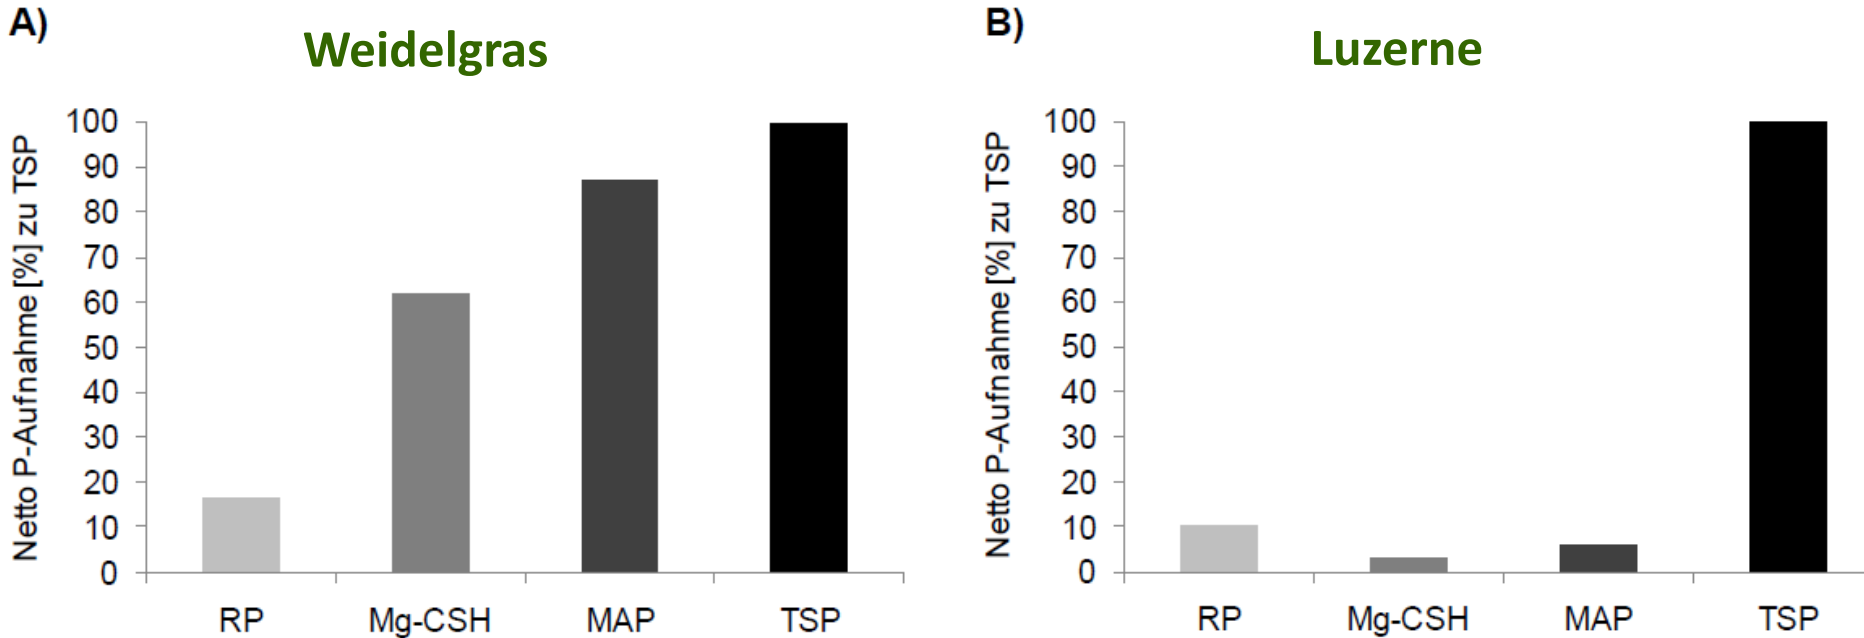 A)
Weidelgras
Netto P-Aufnahme [%] zu TSP
100
90
80
70
60
50
40
30
20
10
0
RP Mg-CSH MAP TSP
B)
Luzerne
Netto P-Aufnahme [%] zu TSP
100
90
80
70
60
50
40
30
20
10
0
RP Mg-CSH MAP TSP